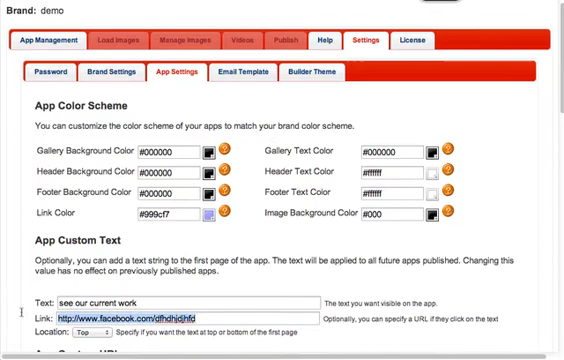 Brand: demo
App Management Load Images Manage Images Videos Publish Help Settings License
Password Brand Settings App Settings Email Template Builder Theme
App Color Scheme
You can customize the color scheme of your apps to match your brand color scheme.
Gallery Background Color #000000 Gallery Text Color #000000
Header Background Color #000000 Header Text Color #ffffff
Footer Background Color #000000 Footer Text Color #ffffff
Link Color #999cf7 Image Background Color #000
App Custom Text
Optionally, you can add a text string to the first page of the app. The text will be applied to all future apps published. Changing this
value has no effect on previously published apps.
Text: see our current work The text you want visible on the app.
Link: http://www.facebook.com/dfhdhjdjhfd Optionally, you can specify a URL if they click on the text
Location: Top Specify if you want the text at top or bottom of the first page